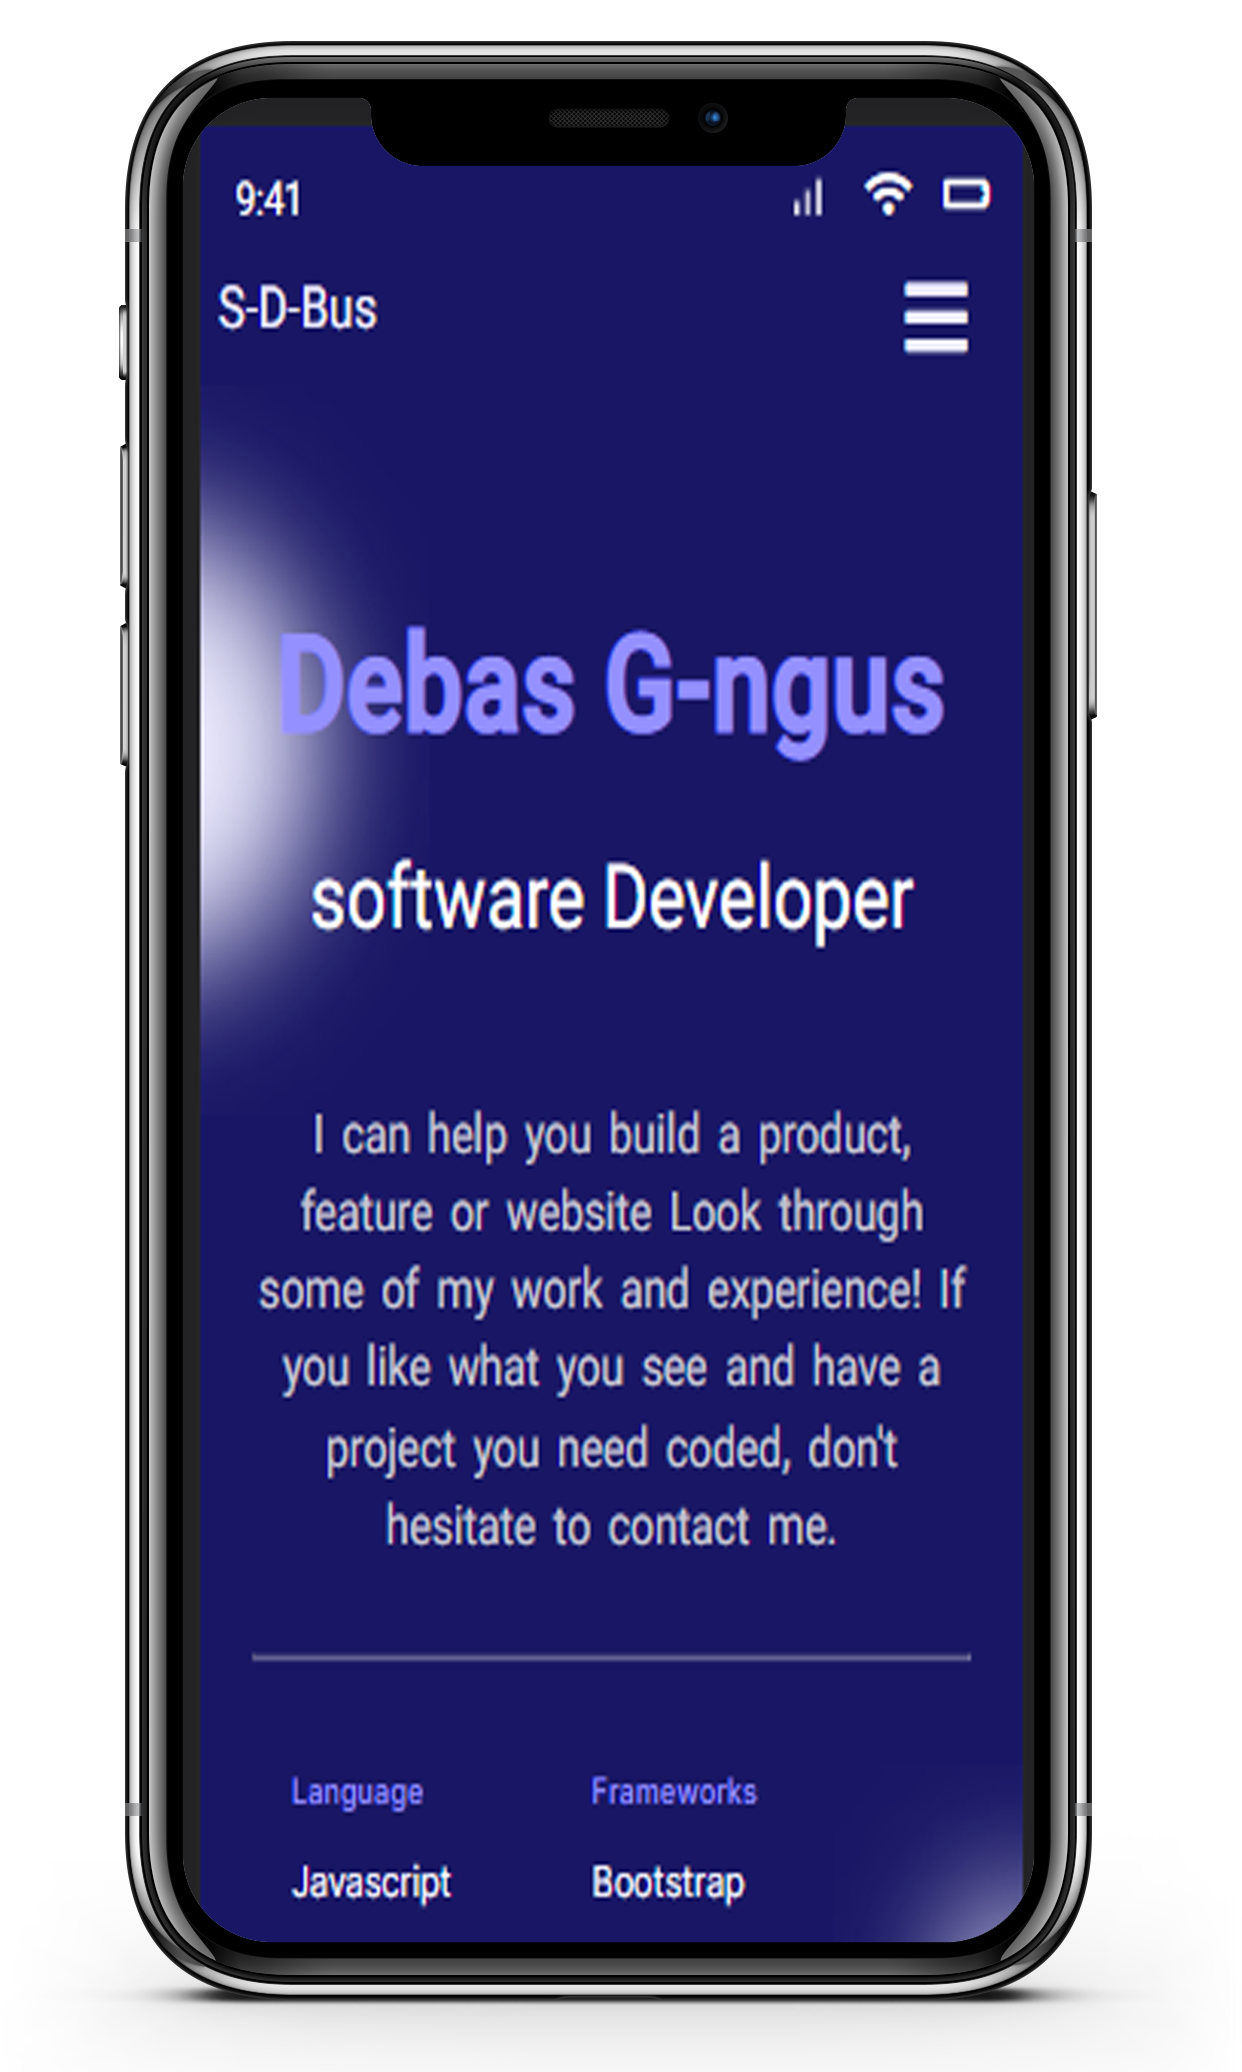 9:41
S-D-Bus
Debas G-ngus
software Developer
I can help you build a product,
feature or website Look through
some of my work and experience! If
you like what you see and have a
project you need coded, don't
hesitate to contact me.
Language Frameworks
Javascript Bootstrap